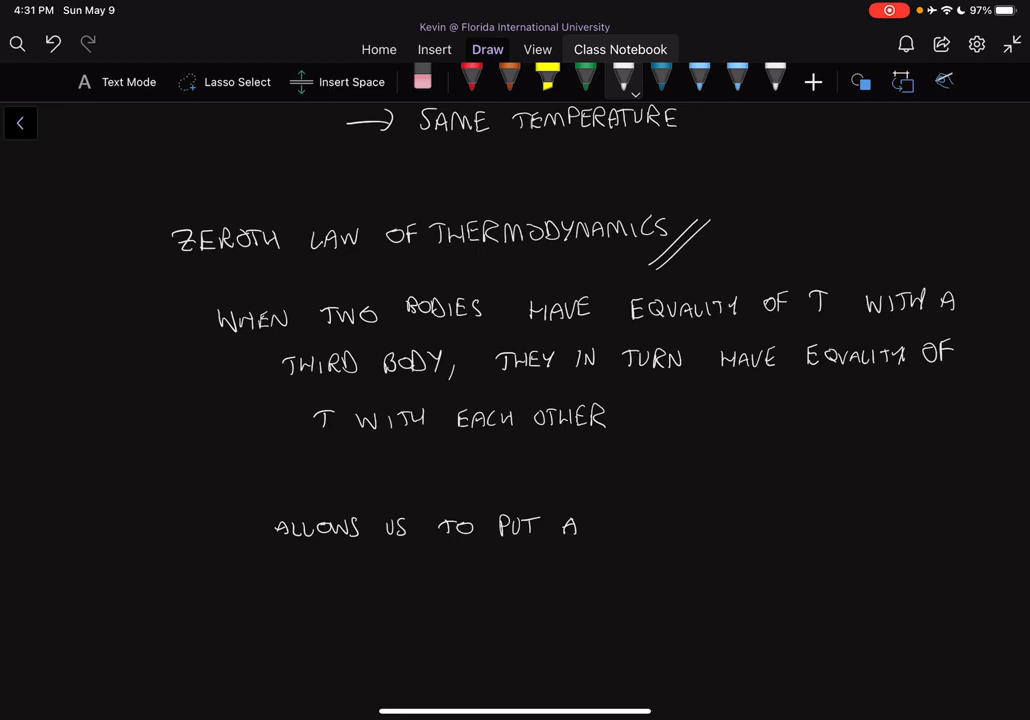 4:31 PM Sun May 9
97%
Kevin @ Florida International University
Home Insert Draw View Class Notebook
A Text Mode Lasso Select Insert Space
→ SAME TEMPERATURE
ZEROTH LAW OF THERMODYNAMICS //
WHEN TWO BODIES HAVE EQUALITY OF T WITH A
THIRD BODY, THEY IN TURN HAVE EQUALITY OF
T WITH EACH OTHER
ALLOWS US TO PUT A